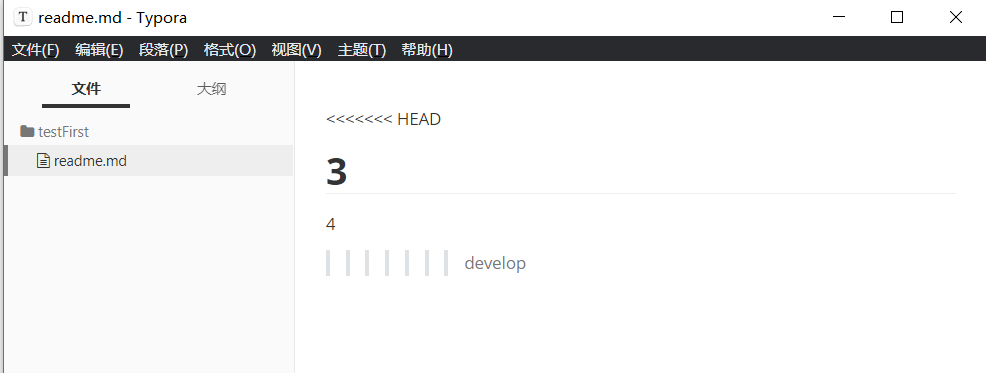 T readme.md - Typora
文件(F) 编辑(E) 段落(P) 格式(O) 视图(V) 主题(T) 帮助(H)
文件 大纲
testFirst
readme.md
<<<<<<< HEAD
3
4
develop